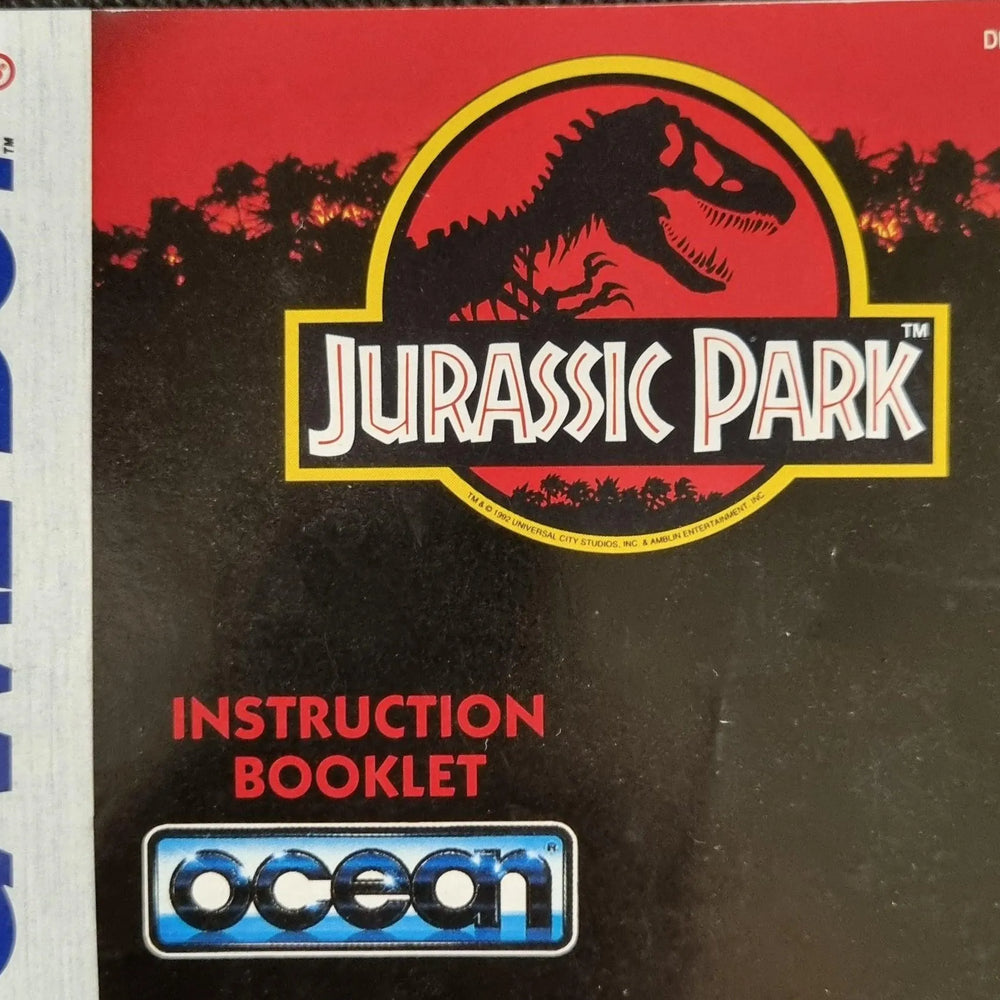 JURASSIC PARK™
TM & © 1992 UNIVERSAL CITY STUDIOS, INC. & AMBLIN ENTERTAINMENT, INC
INSTRUCTION
BOOKLET
ocean®